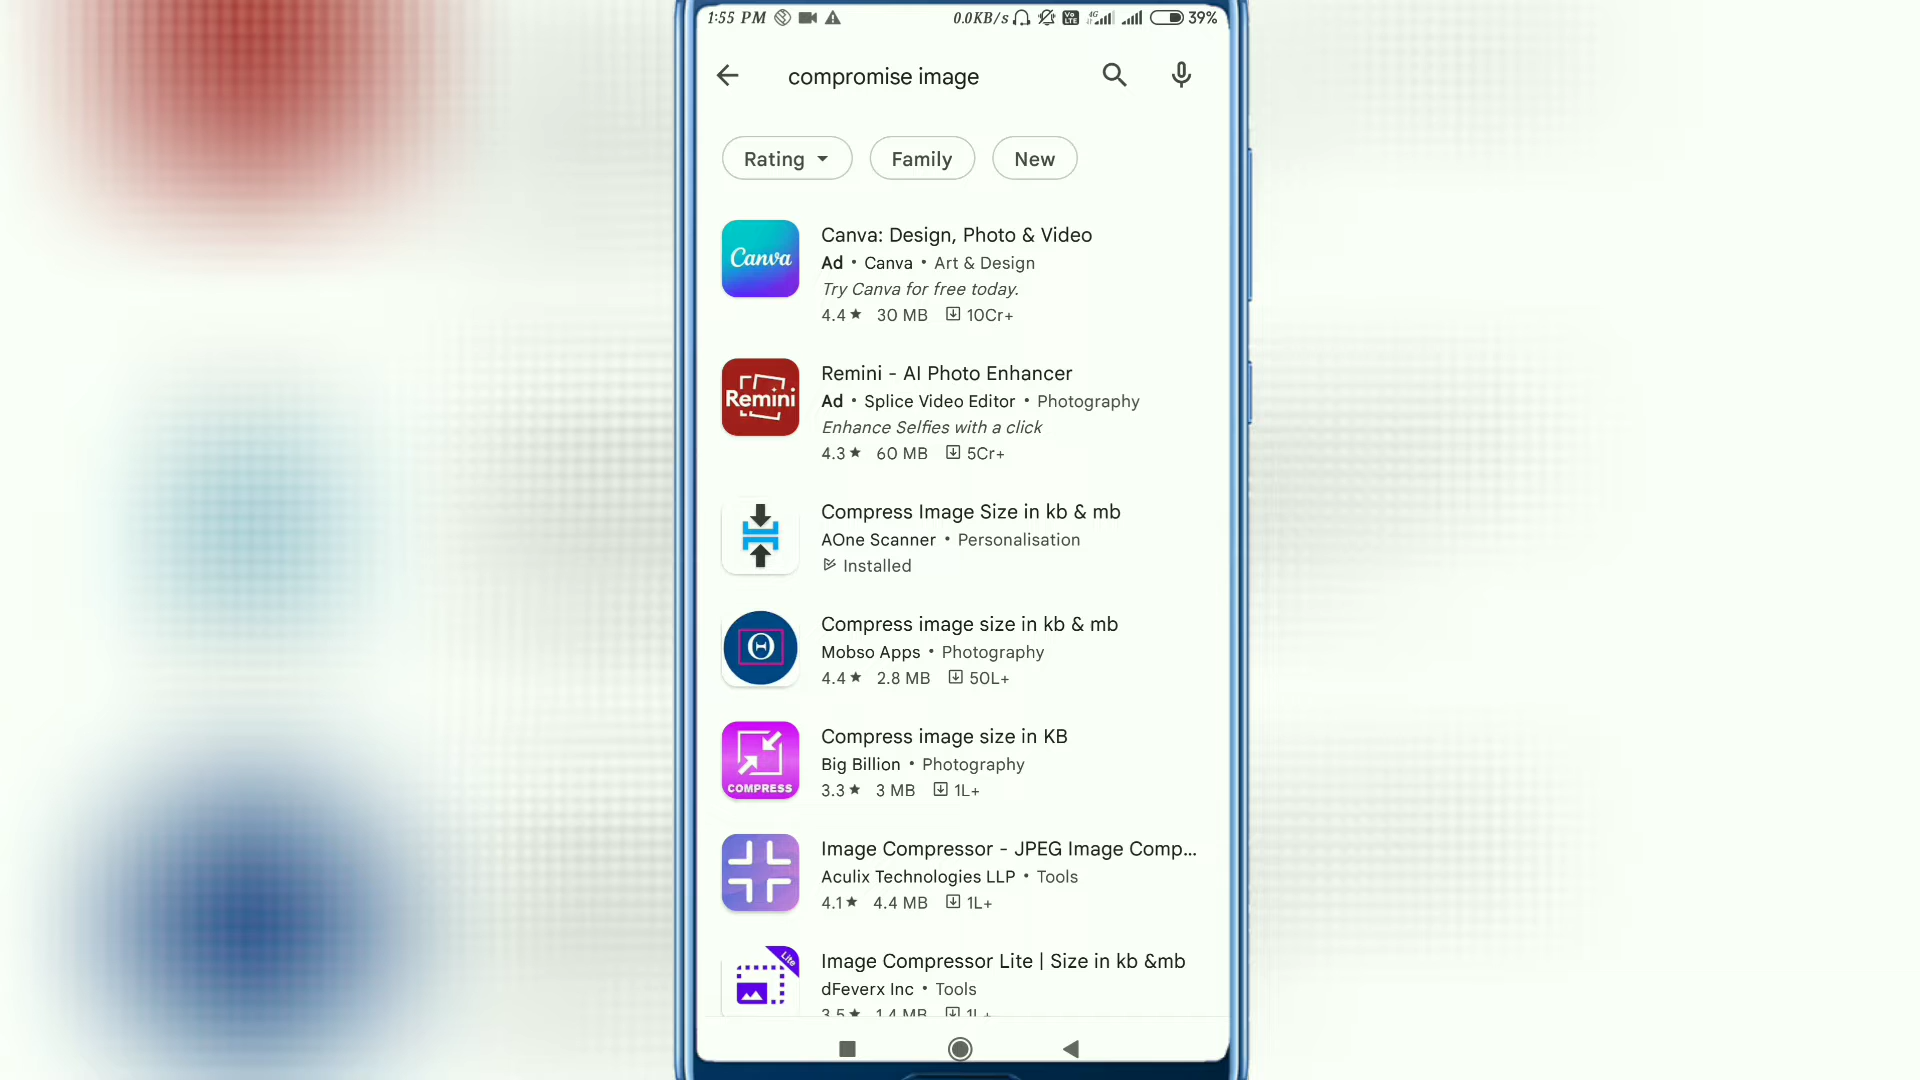 1:55 PM 0.0KB/s Vo LTE 4G 39%
compromise image
Rating Family New
Canva
Canva: Design, Photo & Video
Ad • Canva • Art & Design
Try Canva for free today.
4.4★ 30 MB 10Cr+
Remini
Remini - AI Photo Enhancer
Ad • Splice Video Editor • Photography
Enhance Selfies with a click
4.3★ 60 MB 5Cr+
Compress Image Size in kb & mb
AOne Scanner • Personalisation
Installed
Compress image size in kb & mb
Mobso Apps • Photography
4.4★ 2.8 MB 50L+
COMPRESS
Compress image size in KB
Big Billion • Photography
3.3★ 3 MB 1L+
Image Compressor - JPEG Image Comp...
Aculix Technologies LLP • Tools
4.1★ 4.4 MB 1L+
Lite
Image Compressor Lite | Size in kb &mb
dFeverx Inc • Tools
3.5★ 1.4 MB 1L+